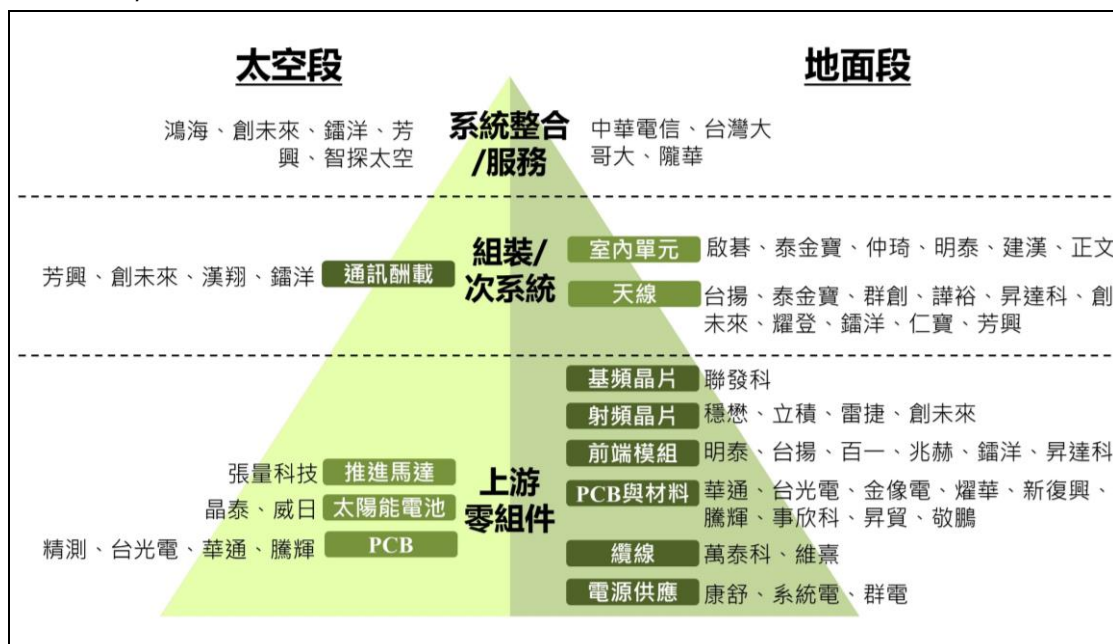 太空段
地面段
鴻海、創未來、鐳洋、芳
興、智探太空
系統整合
/服務
中華電信、台灣大
哥大、隴華
芳興、創未來、漢翔、鐳洋
通訊酬載
組裝/
次系統
室內單元
啟碁、泰金寶、仲琦、明泰、建漢、正文
天線
台揚、泰金寶、群創、譁裕、昇達科、創
未來、耀登、鐳洋、仁寶、芳興
張量科技
推進馬達
晶泰、威日
太陽能電池
精測、台光電、華通、騰輝
PCB
上游
零組件
基頻晶片
聯發科
射頻晶片
穩懋、立積、雷捷、創未來
前端模組
明泰、台揚、百一、兆赫、鐳洋、昇達科
PCB與材料
華通、台光電、金像電、燿華、新復興、
騰輝、事欣科、昇貿、敬鵬
纜線
萬泰科、維熹
電源供應
康舒、系統電、群電